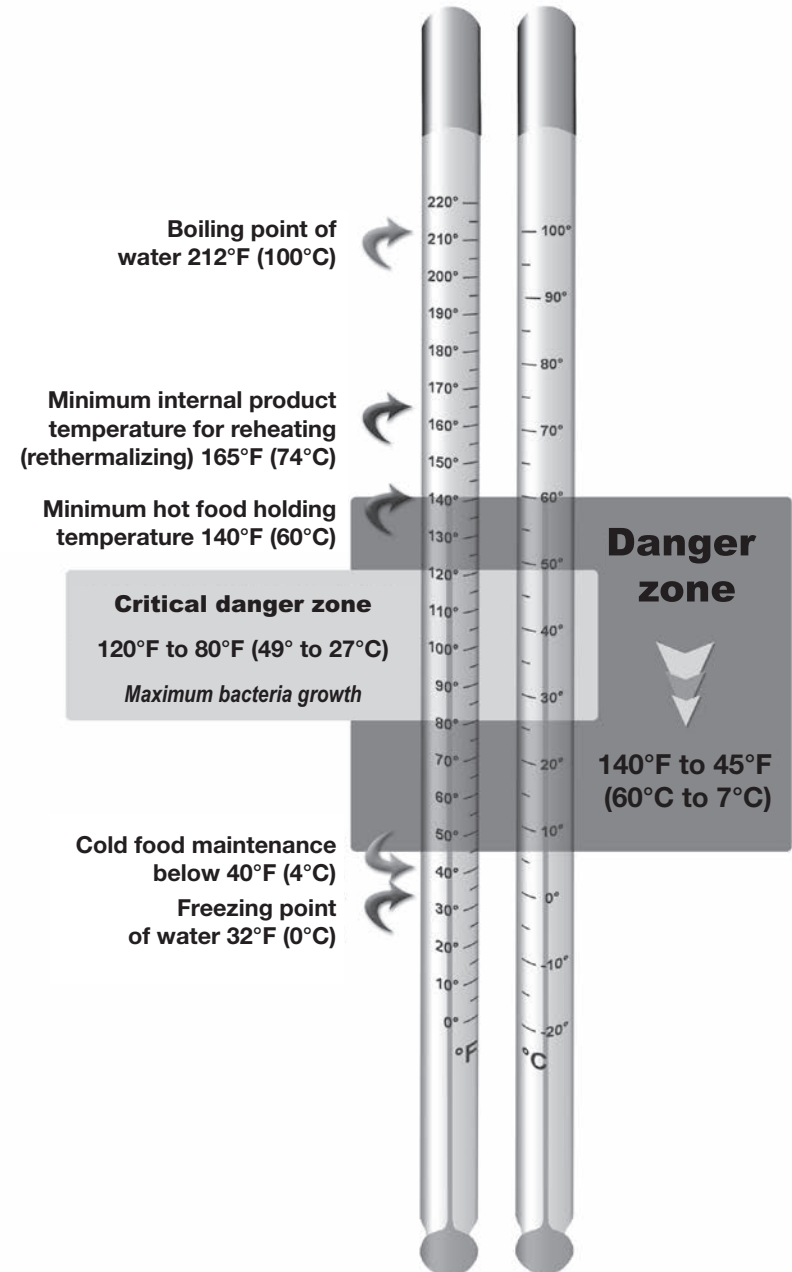 Boiling point of
water 212°F (100°C)
Minimum internal product
temperature for reheating
(rethermalizing) 165°F (74°C)
Minimum hot food holding
temperature 140°F (60°C)
Critical danger zone
120°F to 80°F (49° to 27°C)
Maximum bacteria growth
Cold food maintenance
below 40°F (4°C)
Freezing point
of water 32°F (0°C)
220°
210°
200°
190°
180°
170°
160°
150°
140°
130°
120°
110°
100°
90°
80°
70°
60°
50°
40°
30°
20°
10°
0°
°F
100°
90°
80°
70°
60°
50°
40°
30°
20°
10°
0°
-10°
-20°
°C
Danger
zone
140°F to 45°F
(60°C to 7°C)